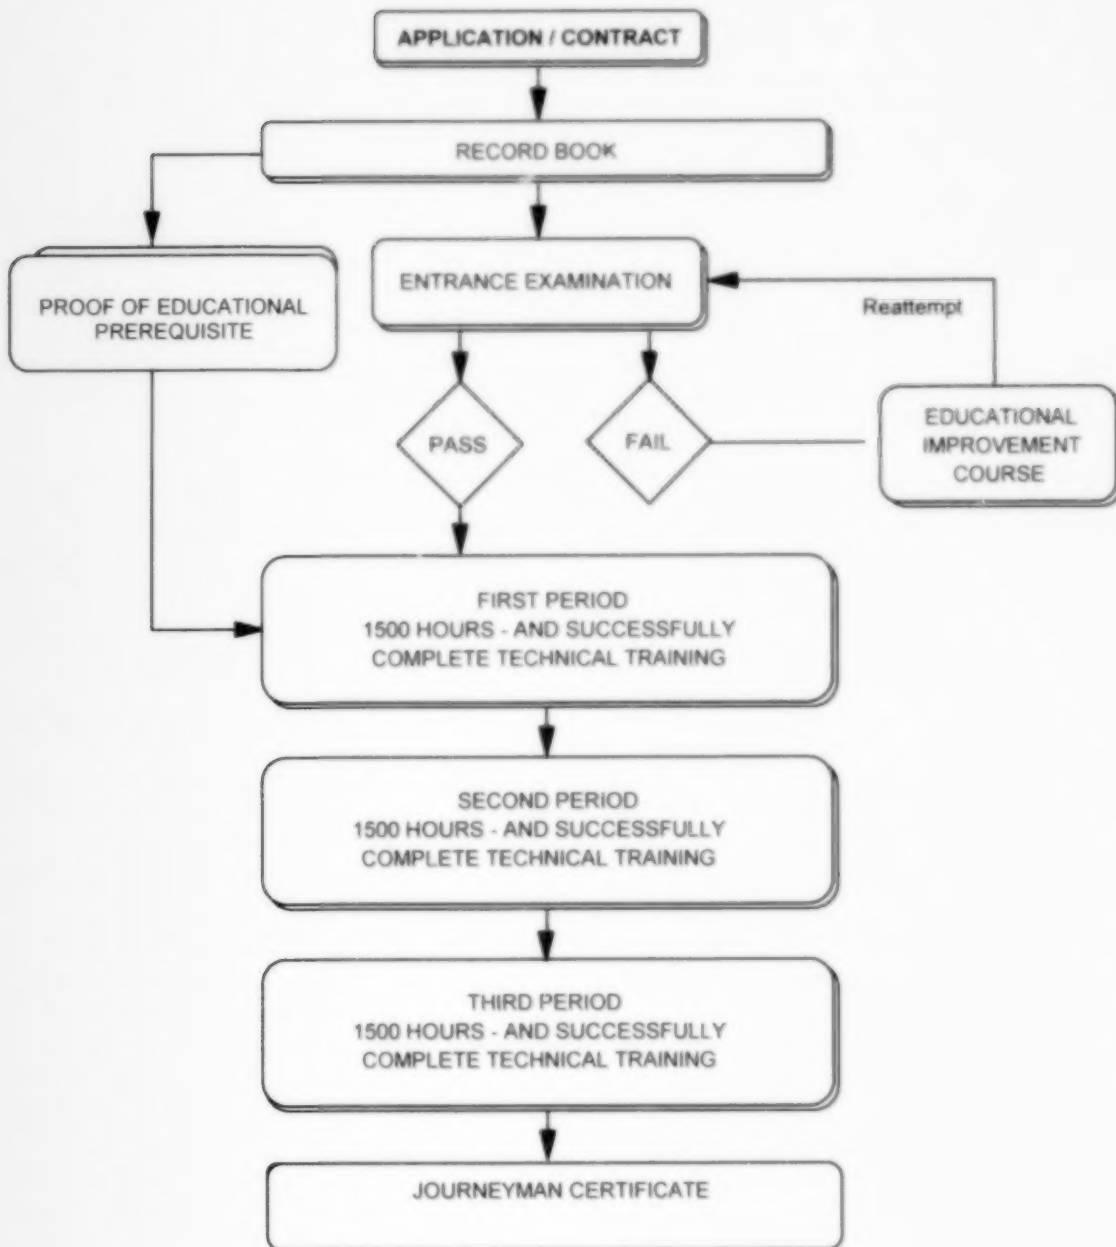 APPLICATION / CONTRACT
RECORD BOOK
PROOF OF EDUCATIONAL
PREREQUISITE
ENTRANCE EXAMINATION
Reattempt
PASS
FAIL
EDUCATIONAL
IMPROVEMENT
COURSE
FIRST PERIOD
1500 HOURS - AND SUCCESSFULLY
COMPLETE TECHNICAL TRAINING
SECOND PERIOD
1500 HOURS - AND SUCCESSFULLY
COMPLETE TECHNICAL TRAINING
THIRD PERIOD
1500 HOURS - AND SUCCESSFULLY
COMPLETE TECHNICAL TRAINING
JOURNEYMAN CERTIFICATE